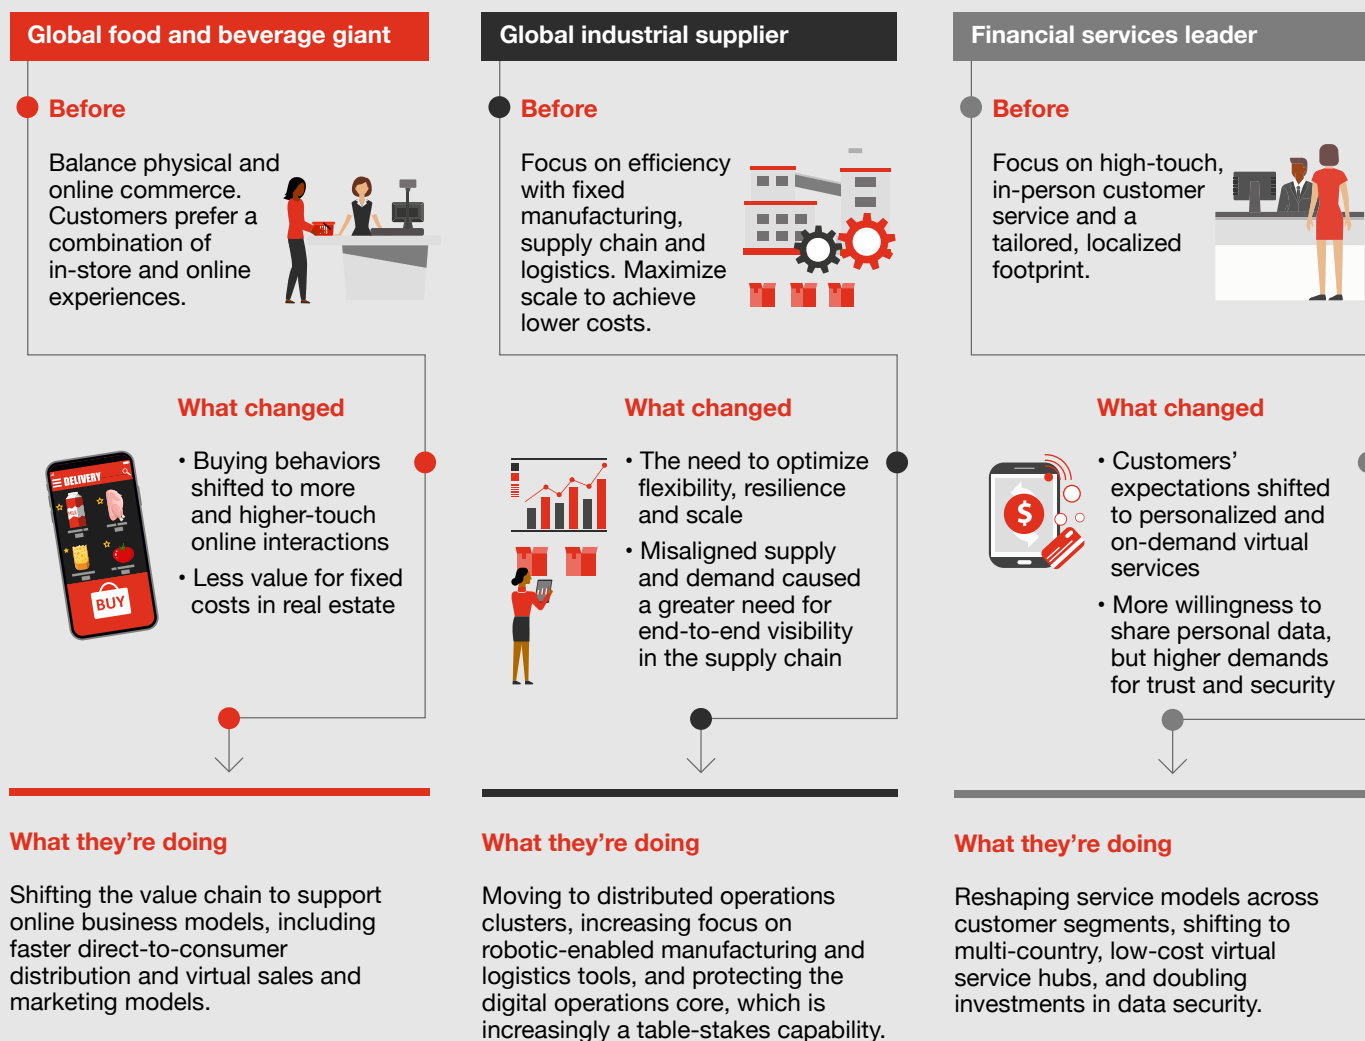 Global food and beverage giant
Before
Balance physical and
online commerce.
Customers prefer a
combination of
in-store and online
experiences.
What changed
DELIVERY
BUY
• Buying behaviors
shifted to more
and higher-touch
online interactions
• Less value for fixed
costs in real estate
What they’re doing
Shifting the value chain to support
online business models, including
faster direct-to-consumer
distribution and virtual sales and
marketing models.
Global industrial supplier
Before
Focus on efficiency
with fixed
manufacturing,
supply chain and
logistics. Maximize
scale to achieve
lower costs.
What changed
• The need to optimize
flexibility, resilience
and scale
• Misaligned supply
and demand caused
a greater need for
end-to-end visibility
in the supply chain
What they’re doing
Moving to distributed operations
clusters, increasing focus on
robotic-enabled manufacturing and
logistics tools, and protecting the
digital operations core, which is
increasingly a table-stakes capability.
Financial services leader
Before
Focus on high-touch,
in-person customer
service and a
tailored, localized
footprint.
What changed
$
• Customers’
expectations shifted
to personalized and
on-demand virtual
services
• More willingness to
share personal data,
but higher demands
for trust and security
What they’re doing
Reshaping service models across
customer segments, shifting to
multi-country, low-cost virtual
service hubs, and doubling
investments in data security.